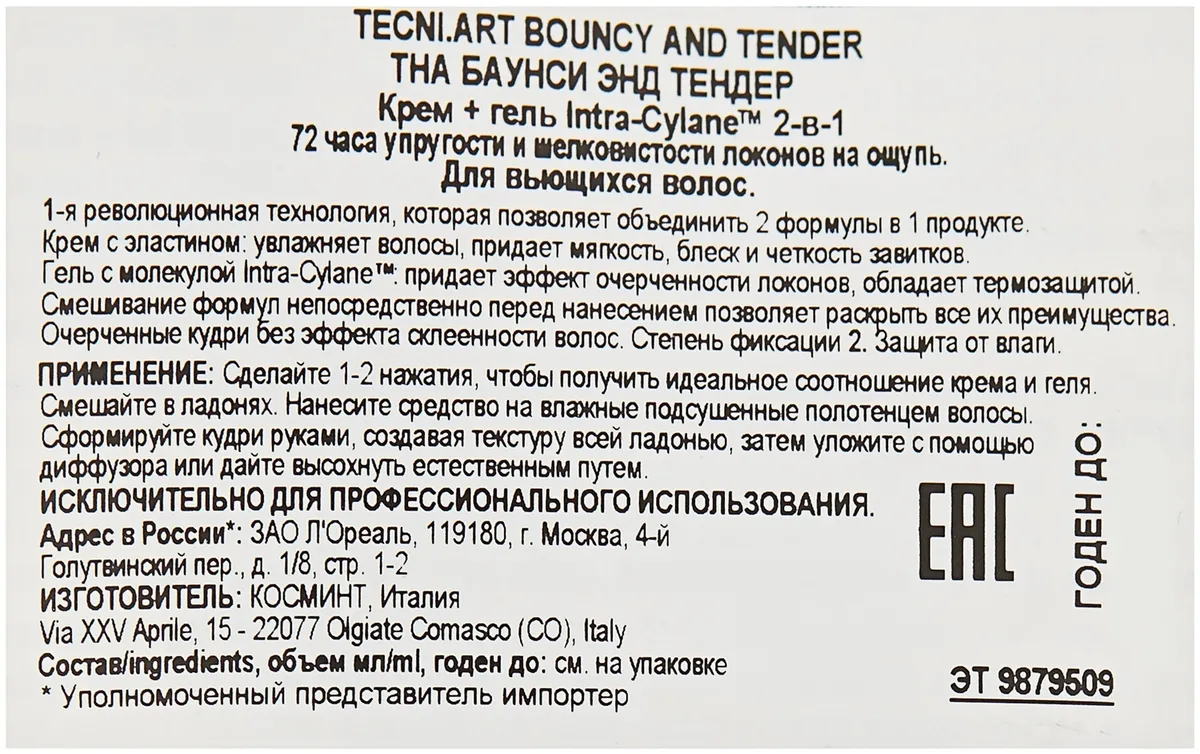 TECNI.ART BOUNCY AND TENDER
ТНА БАУНСИ ЭНД ТЕНДЕР
Крем + гель Intra-Cylane™ 2-в-1
72 часа упругости и шелковистости локонов на ощупь.
Для вьющихся волос.
1-я революционная технология, которая позволяет объединить 2 формулы в 1 продукте.
Крем с эластином: увлажняет волосы, придает мягкость, блеск и четкость завитков.
Гель с молекулой Intra-Cylane™: придает эффект очерченности локонов, обладает термозащитой.
Смешивание формул непосредственно перед нанесением позволяет раскрыть все их преимущества.
Очерченные кудри без эффекта склеенности волос. Степень фиксации 2. Защита от влаги.
ПРИМЕНЕНИЕ: Сделайте 1-2 нажатия, чтобы получить идеальное соотношение крема и геля.
Смешайте в ладонях. Нанесите средство на влажные подсушенные полотенцем волосы.
Сформируйте кудри руками, создавая текстуру всей ладонью, затем уложите с помощью
диффузора или дайте высохнуть естественным путем.
ИСКЛЮЧИТЕЛЬНО ДЛЯ ПРОФЕССИОНАЛЬНОГО ИСПОЛЬЗОВАНИЯ.
Адрес в России*: ЗАО Л'Ореаль, 119180, г. Москва, 4-й
Голутвинский пер., д. 1/8, стр. 1-2
ИЗГОТОВИТЕЛЬ: КОСМИНТ, Италия
Via XXV Aprile, 15 - 22077 Olgiate Comasco (CO), Italy
Состав/ingredients, объем мл/ml, годен до: см. на упаковке
* Уполномоченный представитель импортер
EAC
ГОДЕН ДО:
ЭТ 9879509